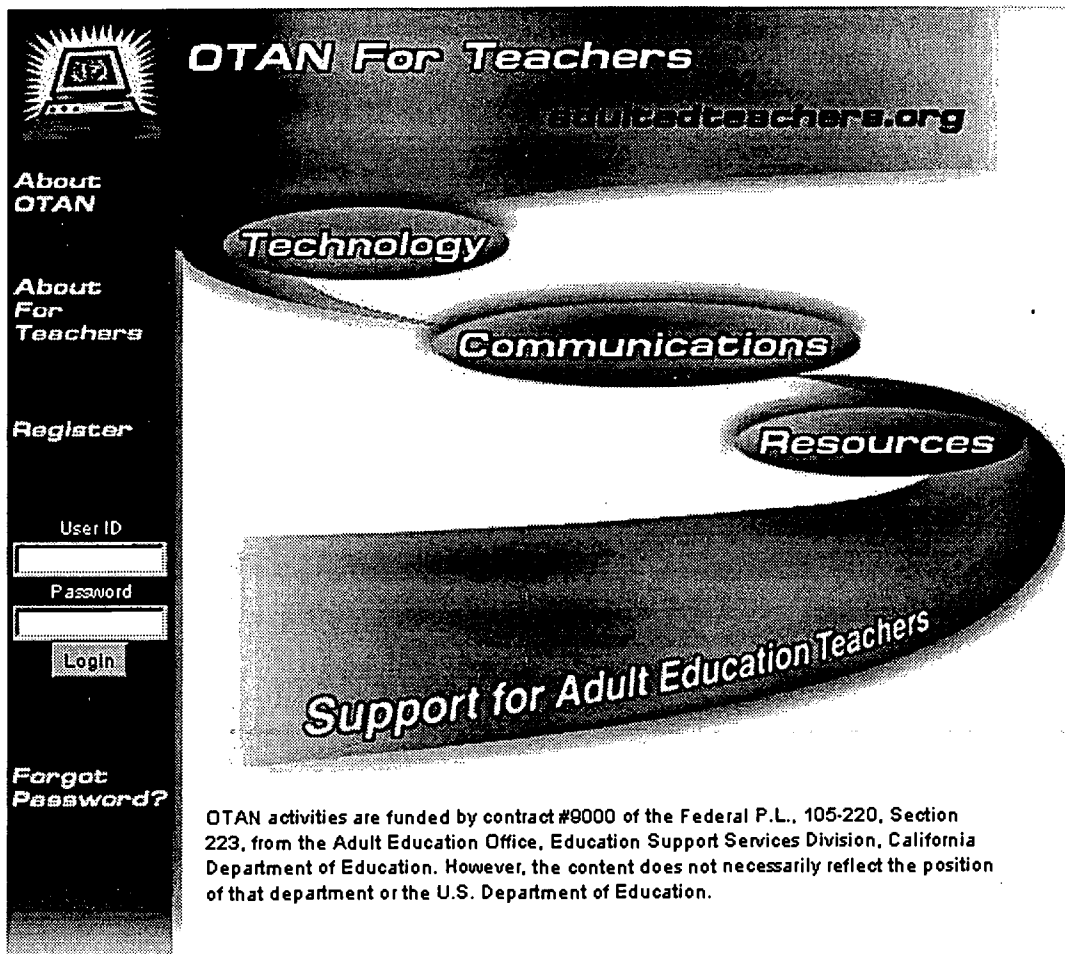 OTAN For Teachers
adultedteachers.org
About
OTAN
About
For
Teachers
Register
User ID
Password
Login
Forgot
Password?
Technology
Communications
Resources
Support for Adult Education Teachers
OTAN activities are funded by contract #9000 of the Federal P.L., 105-220, Section
223, from the Adult Education Office, Education Support Services Division, California
Department of Education. However, the content does not necessarily reflect the position
of that department or the U.S. Department of Education.